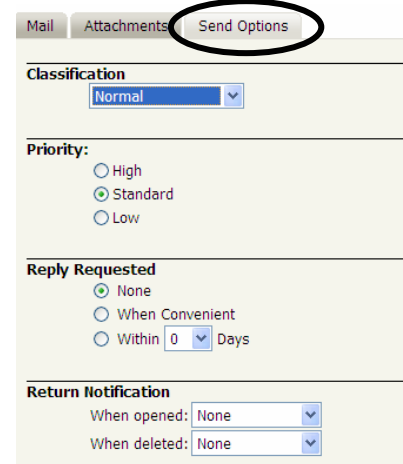 Mail Attachments Send Options
Classification
Normal
Priority:
High
Standard
Low
Reply Requested
None
When Convenient
Within 0 Days
Return Notification
When opened: None
When deleted: None